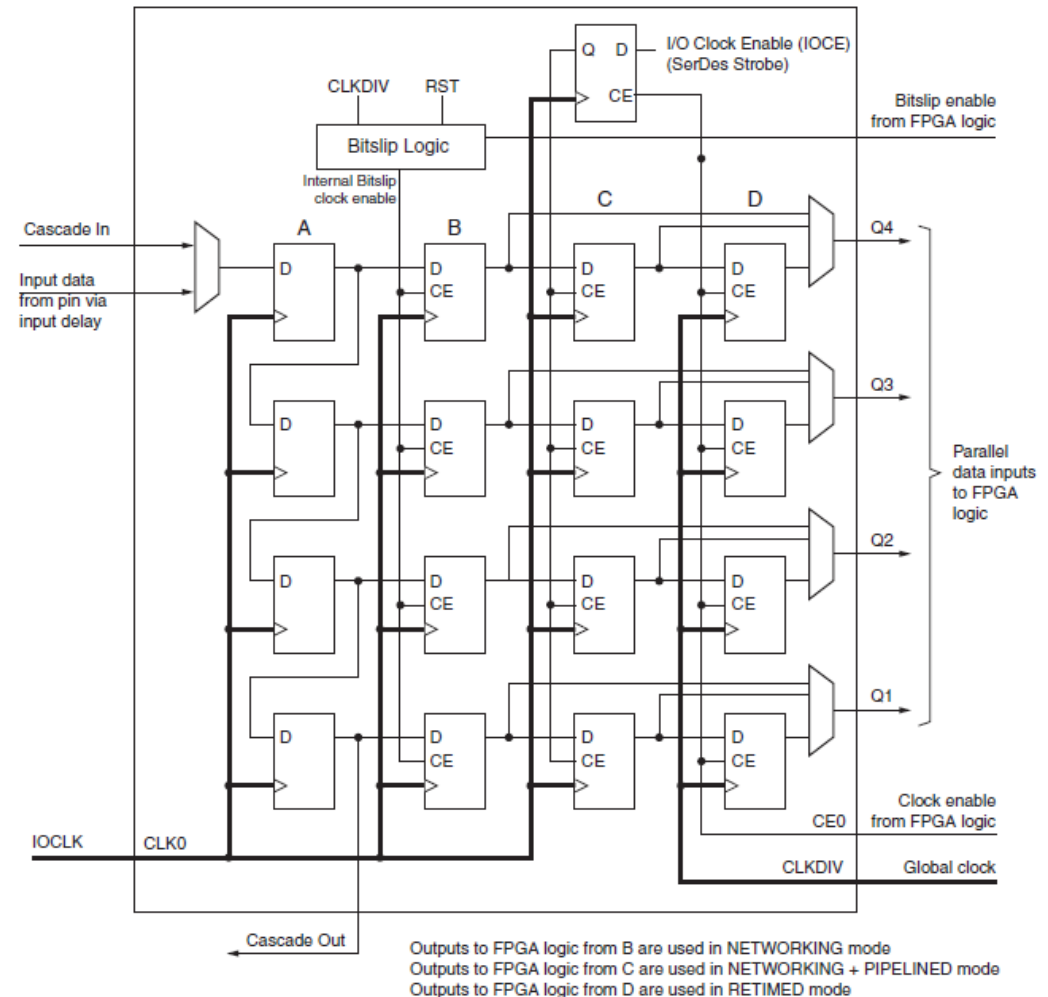 I/O Clock Enable (IOCE)
(SerDes Strobe)
Q D
CE
CLKDIV RST
Bitslip enable
from FPGA logic
Bitslip Logic
Internal Bitslip
clock enable
A B C D
Cascade In
Input data
from pin via
input delay
D D D D
CE CE CE
Q4
D D D D
CE CE CE
Q3
Parallel
data inputs
to FPGA
logic
D D D D
CE CE CE
Q2
D D D D
CE CE CE
Q1
Clock enable
CE0 from FPGA logic
IOCLK CLK0
CLKDIV Global clock
Cascade Out
Outputs to FPGA logic from B are used in NETWORKING mode
Outputs to FPGA logic from C are used in NETWORKING + PIPELINED mode
Outputs to FPGA logic from D are used in RETIMED mode